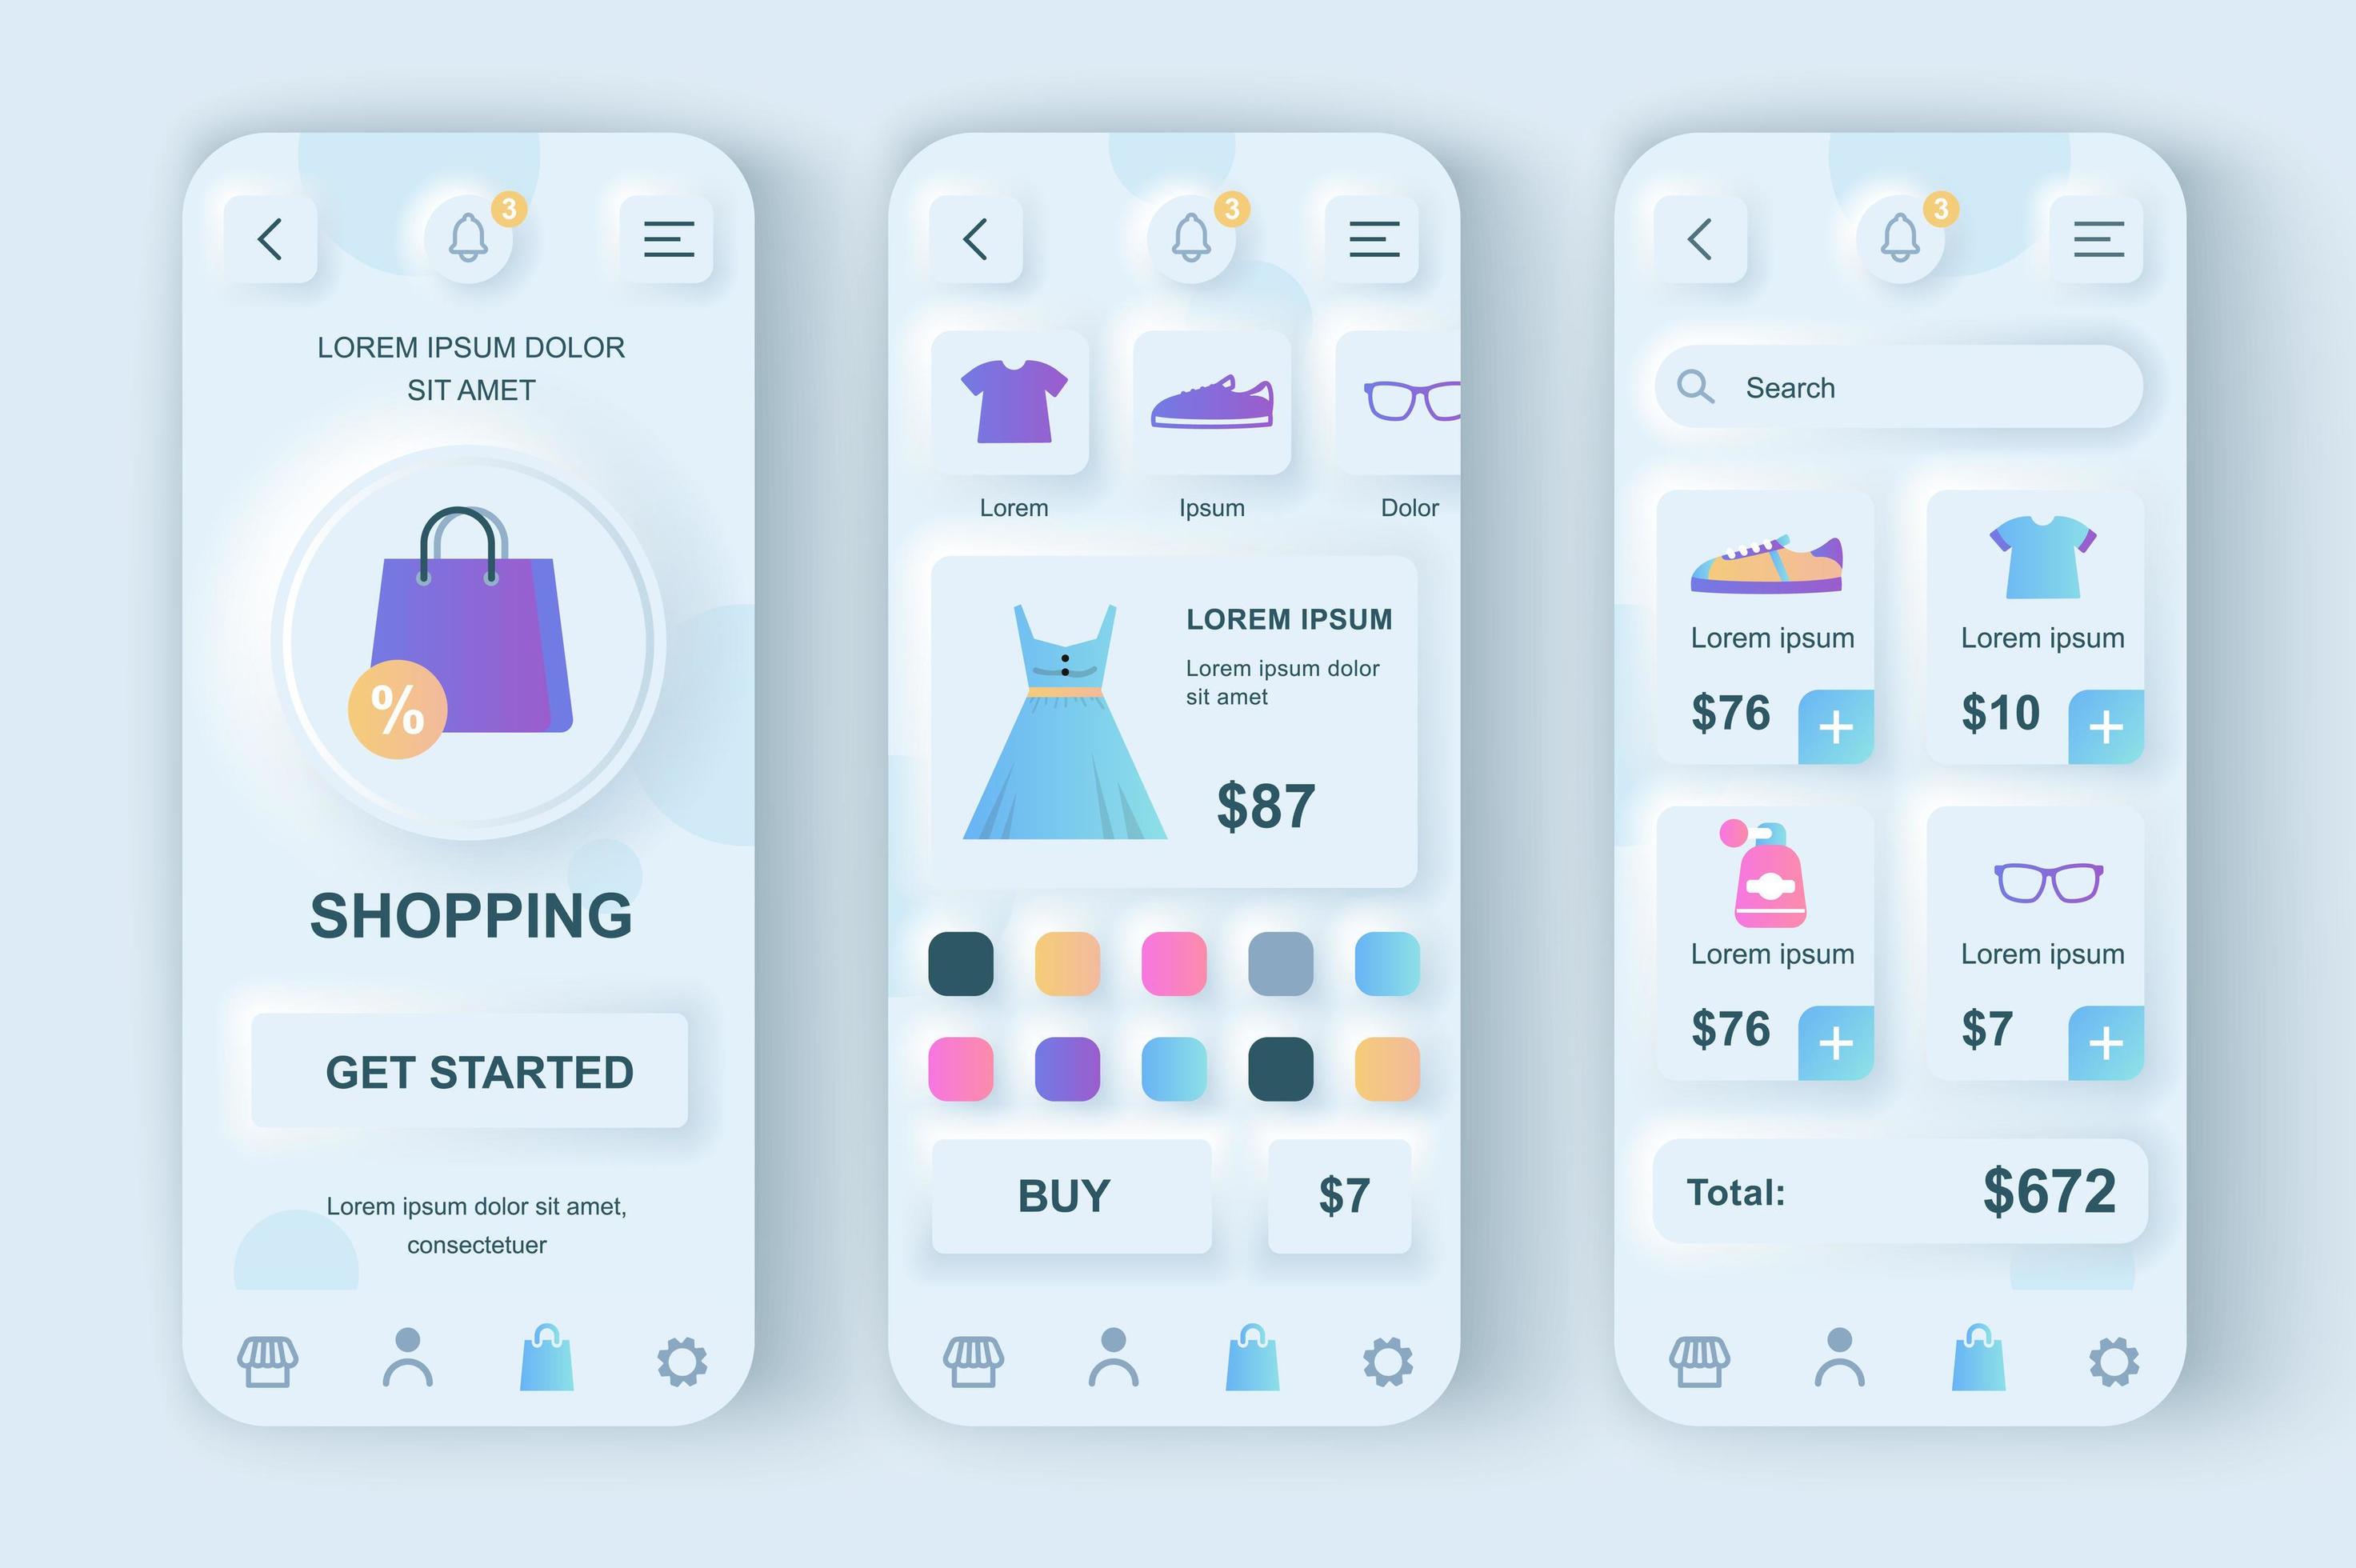 3
LOREM IPSUM DOLOR
SIT AMET
%
SHOPPING
GET STARTED
Lorem ipsum dolor sit amet,
consectetuer
3
Lorem Ipsum Dolor
LOREM IPSUM
Lorem ipsum dolor
sit amet
$87
BUY $7
3
Search
Lorem ipsum Lorem ipsum
$76 + $10 +
Lorem ipsum Lorem ipsum
$76 + $7 +
Total: $672